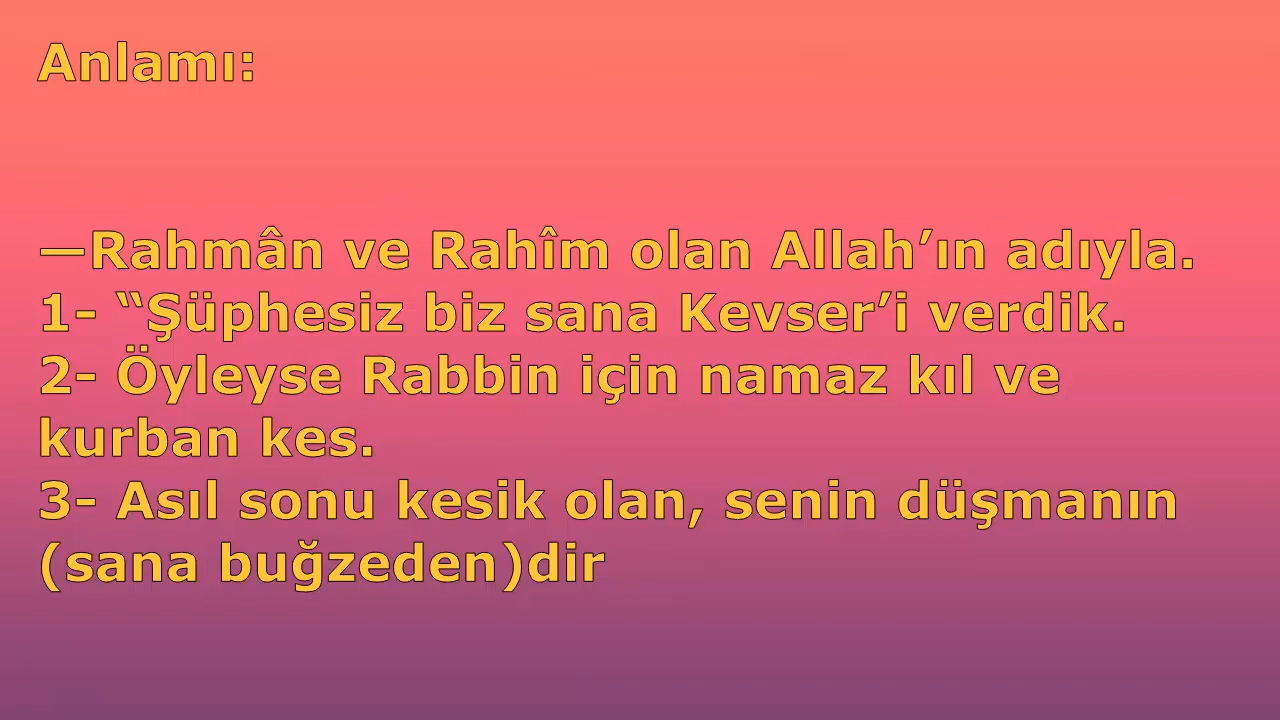 Anlamı:
—Rahmân ve Rahîm olan Allah’ın adıyla.
1- “Şüphesiz biz sana Kevser’i verdik.
2- Öyleyse Rabbin için namaz kıl ve
kurban kes.
3- Asıl sonu kesik olan, senin düşmanın
(sana buğzeden)dir